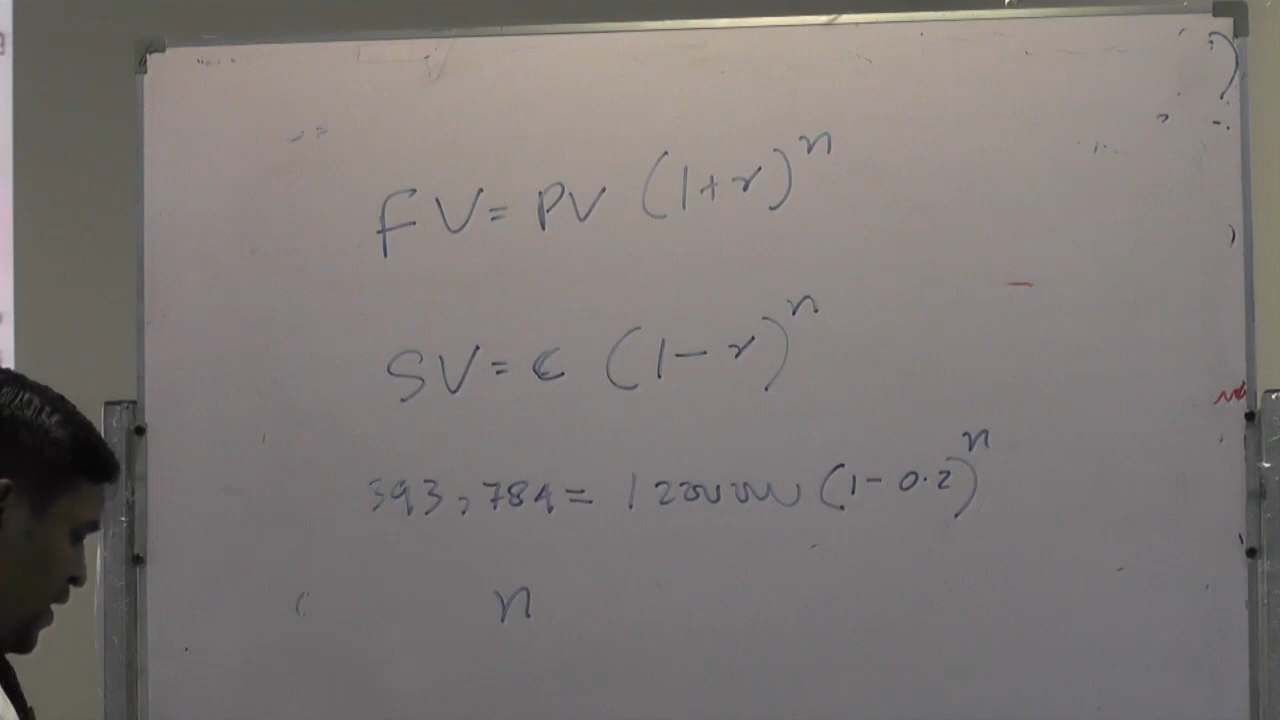 FV = PV (1+r)^n
SV = c (1-r)^n
393,784 = 1200000 (1-0.2)^n
n